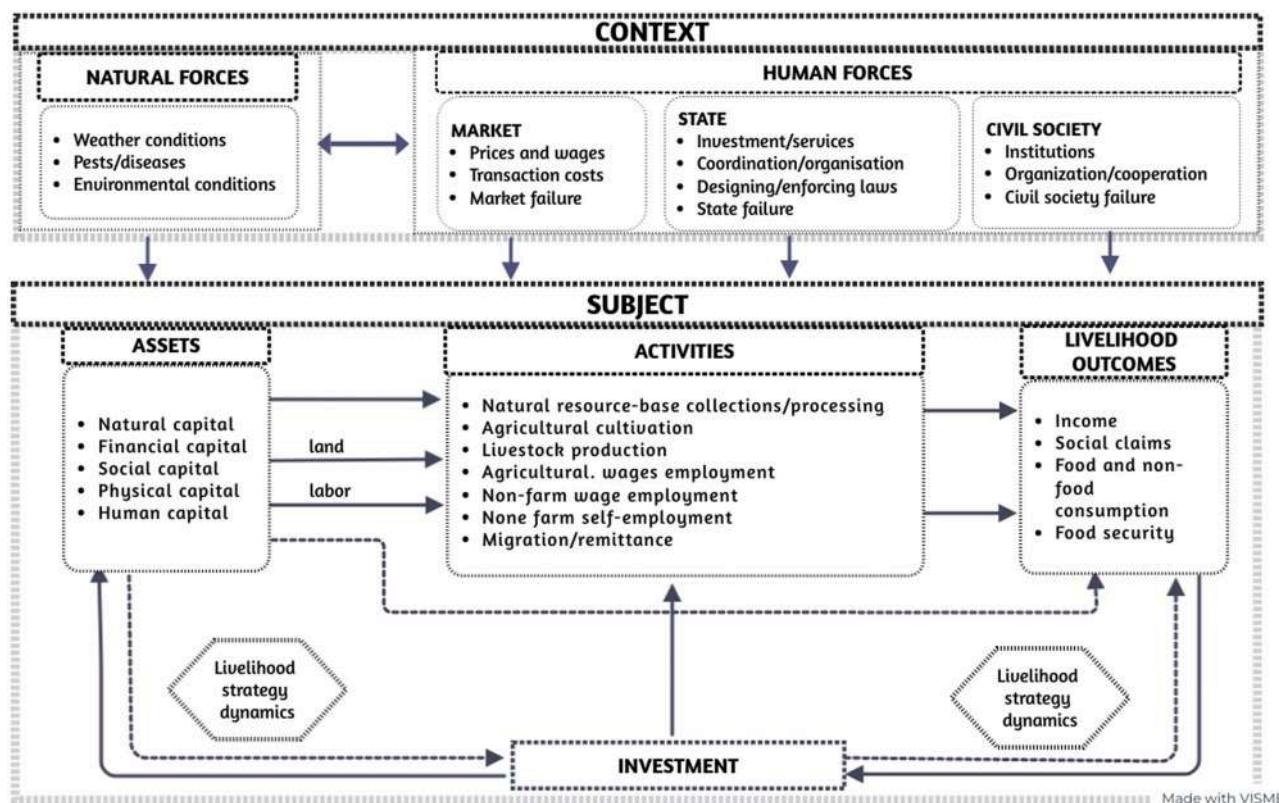 CONTEXT
NATURAL FORCES
• Weather conditions
• Pests/diseases
• Environmental conditions
HUMAN FORCES
MARKET
• Prices and wages
• Transaction costs
• Market failure
STATE
• Investment/services
• Coordination/organisation
• Designing/enforcing laws
• State failure
CIVIL SOCIETY
• Institutions
• Organization/cooperation
• Civil society failure
SUBJECT
ASSETS
• Natural capital
• Financial capital
• Social capital
• Physical capital
• Human capital
land
labor
ACTIVITIES
• Natural resource-base collections/processing
• Agricultural cultivation
• Livestock production
• Agricultural. wages employment
• Non-farm wage employment
• None farm self-employment
• Migration/remittance
LIVELIHOOD
OUTCOMES
• Income
• Social claims
• Food and non-
food
consumption
• Food security
Livelihood
strategy
dynamics
Livelihood
strategy
dynamics
INVESTMENT
Made with VISME